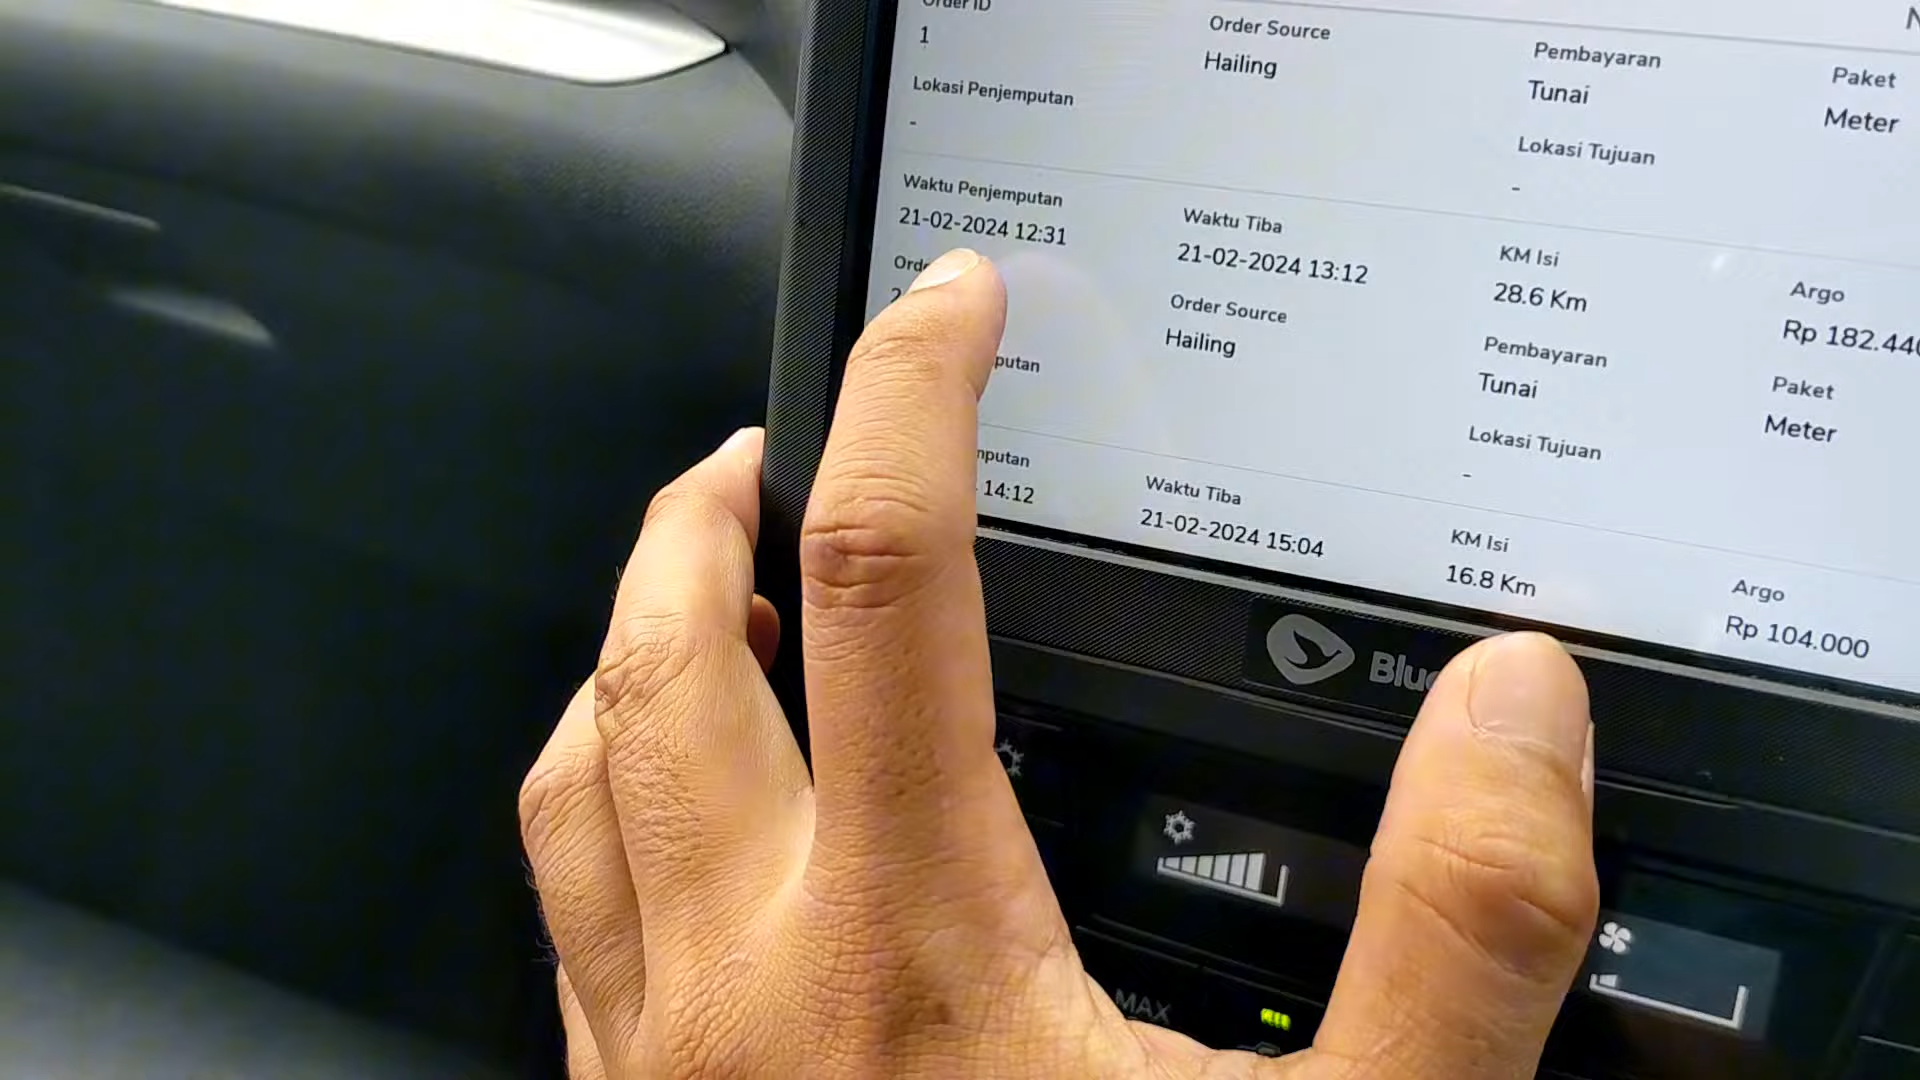 Order ID
1
Order Source
Hailing
Pembayaran
Tunai
Paket
Meter
Lokasi Penjemputan
-
Lokasi Tujuan
-
Waktu Penjemputan
21-02-2024 12:31
Waktu Tiba
21-02-2024 13:12
KM Isi
28.6 Km
Argo
Rp 182.440
Order Source
Hailing
Pembayaran
Tunai
Paket
Meter
Lokasi Tujuan
-
14:12
Waktu Tiba
21-02-2024 15:04
KM Isi
16.8 Km
Argo
Rp 104.000
MAX